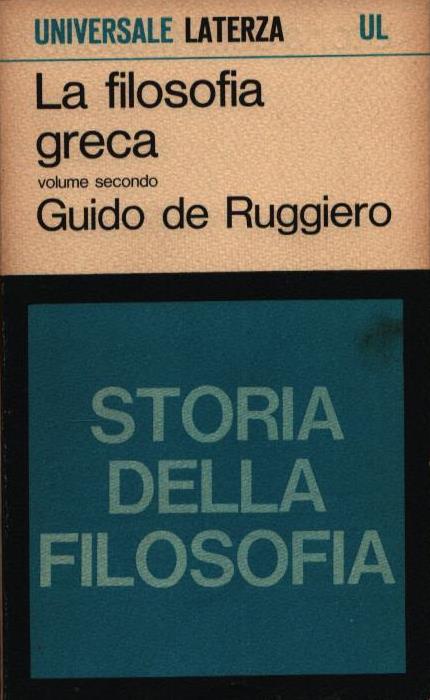 UNIVERSALE LATERZA UL
La filosofia
greca
volume secondo
Guido de Ruggiero
STORIA
DELLA
FILOSOFIA